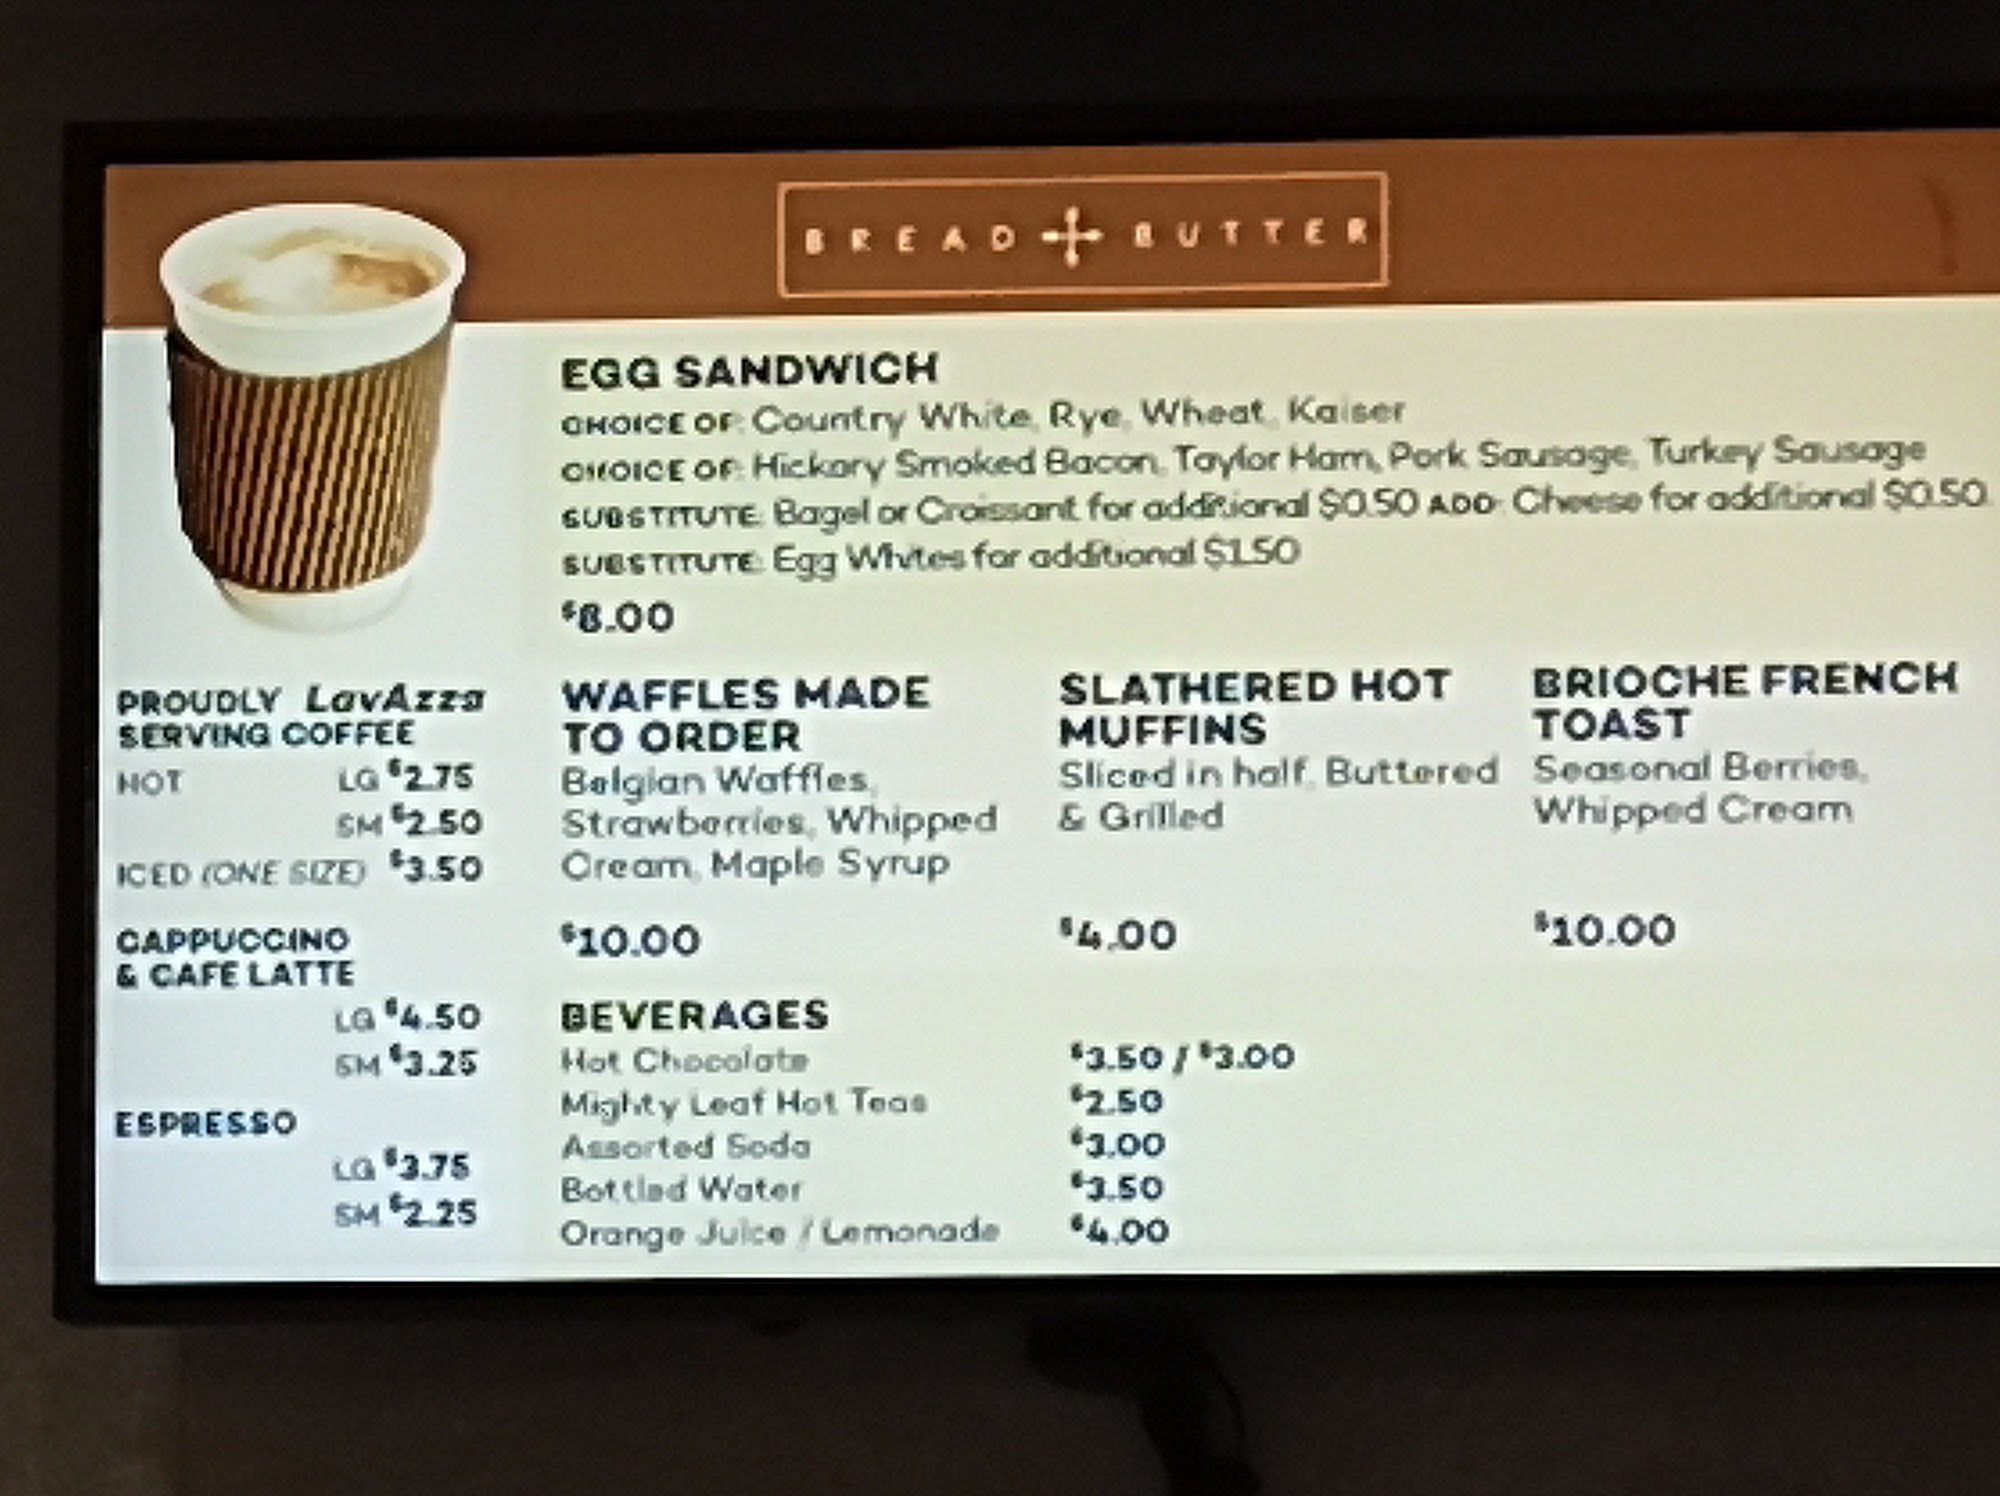 BREAD BUTTER
EGG SANDWICH
CHOICE OF: Country White, Rye, Wheat, Kaiser
CHOICE OF: Hickory Smoked Bacon, Taylor Ham, Pork Sausage, Turkey Sausage
SUBSTITUTE: Bagel or Croissant for additional $0.50 ADD: Cheese for additional $0.50
SUBSTITUTE: Egg Whites for additional $1.50
$8.00
PROUDLY LavAzza
SERVING COFFEE
HOT LG $2.75
SM $2.50
ICED (ONE SIZE) $3.50
CAPPUCCINO
& CAFE LATTE
LG $4.50
SM $3.25
ESPRESSO
LG $3.75
SM $2.25
WAFFLES MADE
TO ORDER
Belgian Waffles,
Strawberries, Whipped
Cream, Maple Syrup
$10.00
SLATHERED HOT
MUFFINS
Sliced in half, Buttered
& Grilled
$4.00
BRIOCHE FRENCH
TOAST
Seasonal Berries,
Whipped Cream
$10.00
BEVERAGES
Hot Chocolate $3.50 / $3.00
Mighty Leaf Hot Teas $2.50
Assorted Soda $3.00
Bottled Water $3.50
Orange Juice / Lemonade $4.00